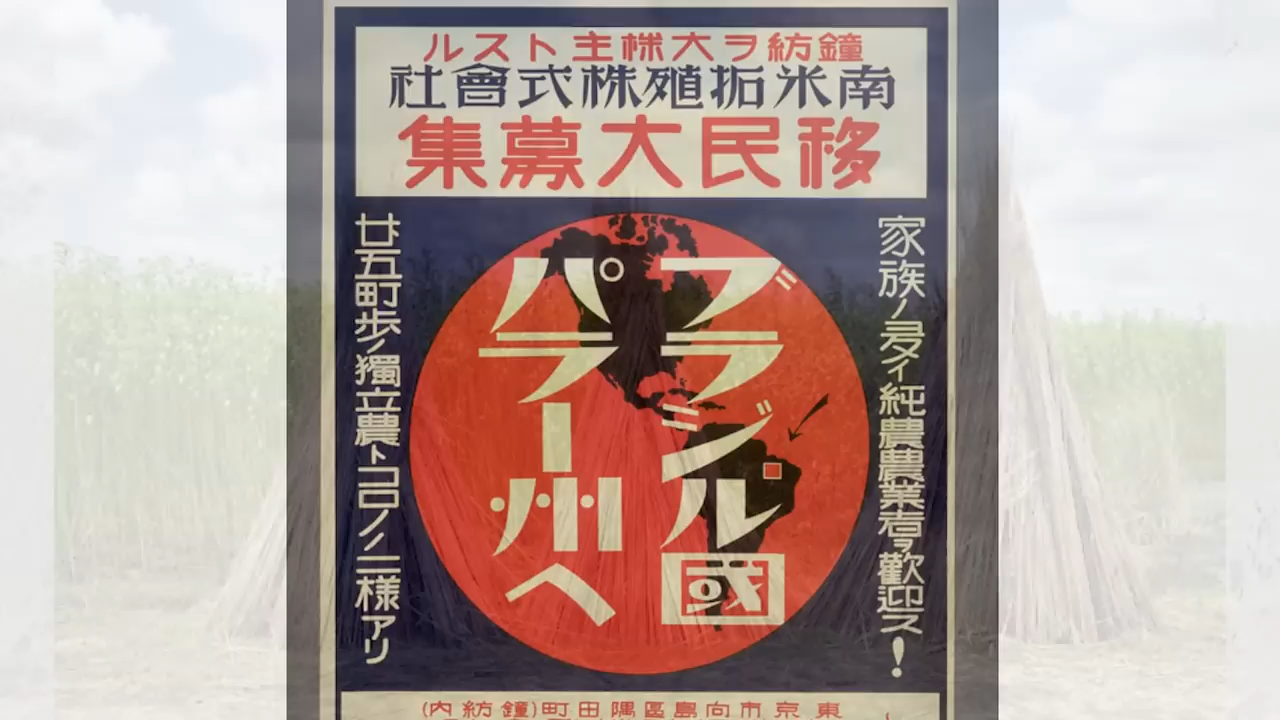 鐘紡ヲ大株主トスル
南米拓殖株式會社
移民大募集
家族ノ多イ純農農業者ヲ歡迎ス!
ブラジル國
パラー州へ
廿五町歩ノ獨立農トコロノノ二様アリ
東京市向島區隅田町(鐘紡内)